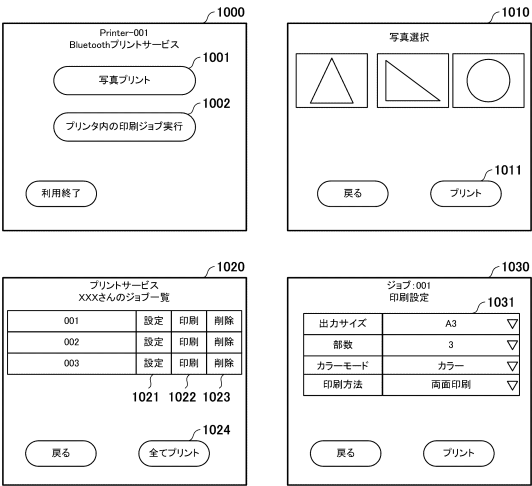 1000
Printer-001
Bluetoothプリントサービス
1001
写真プリント
1002
プリンタ内の印刷ジョブ実行
利用終了
1010
写真選択
1011
戻る
プリント
1020
プリントサービス
XXXさんのジョブ一覧
001 設定 印刷 削除
002 設定 印刷 削除
003 設定 印刷 削除
1021 1022 1023
1024
戻る
全てプリント
1030
ジョブ:001
印刷設定
1031
出力サイズ A3
部数 3
カラーモード カラー
印刷方法 両面印刷
戻る
プリント